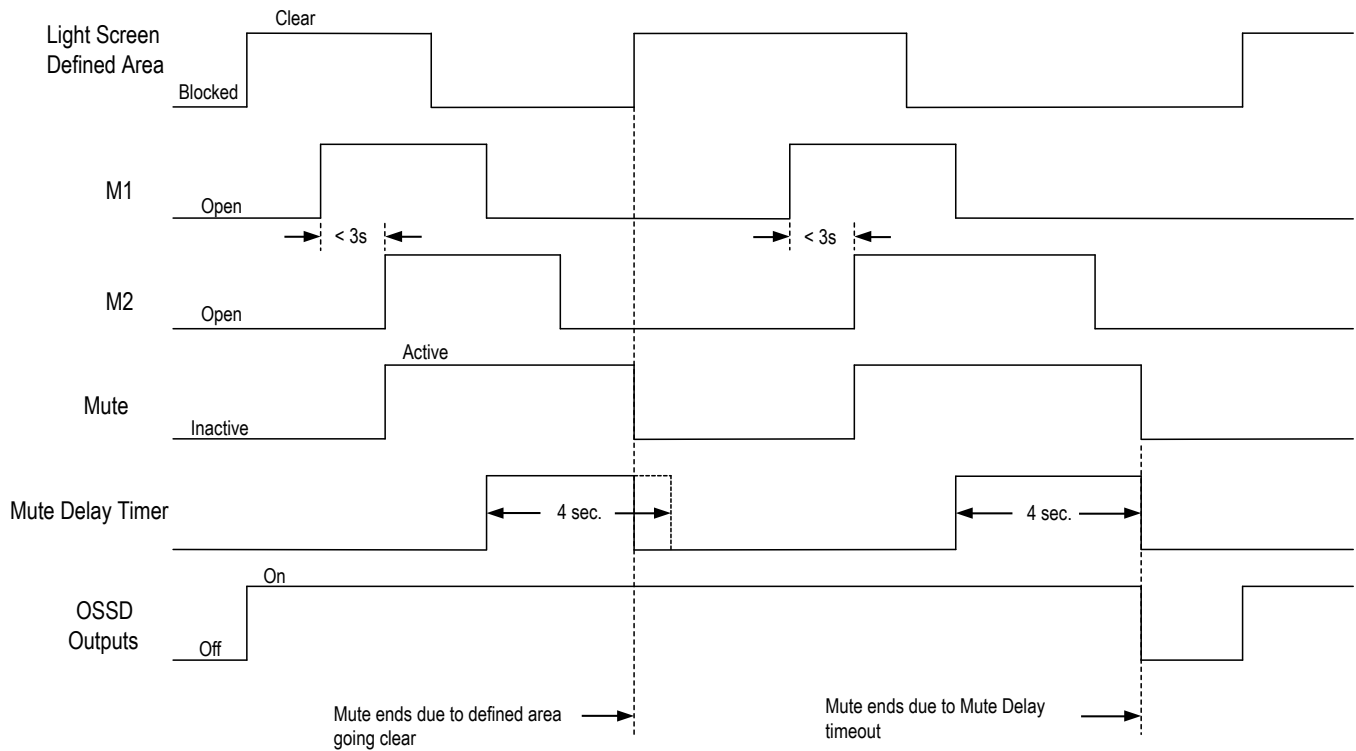 Clear
Light Screen
Defined Area
Blocked
M1
Open
< 3s
< 3s
M2
Open
Active
Mute
Inactive
Mute Delay Timer
4 sec.
4 sec.
On
OSSD
Outputs
Off
Mute ends due to defined area
going clear
Mute ends due to Mute Delay
timeout